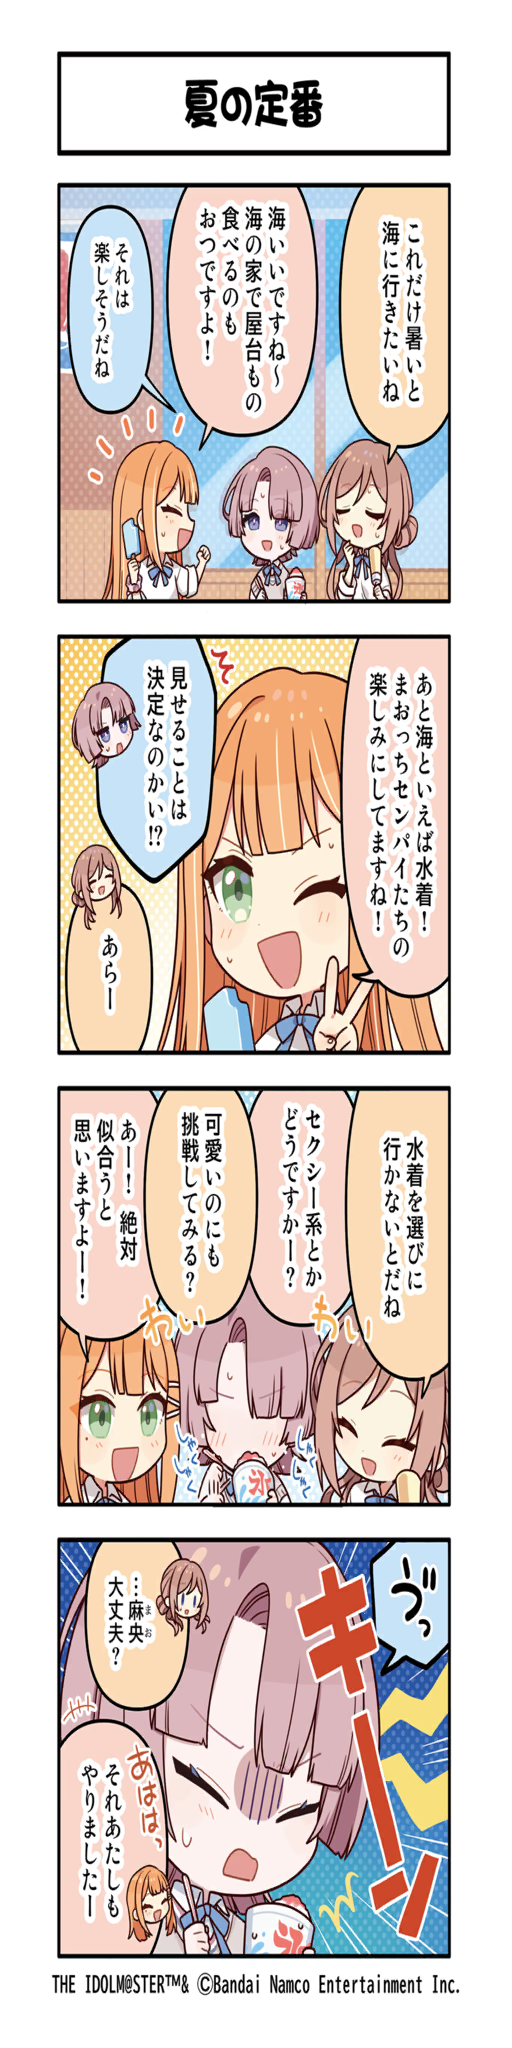 夏の定番
これだけ暑いと
海に行きたいね
海いいですね～
海の家で屋台もの
食べるのも
おつですよ！
それは
楽しそうだね
あと海といえば水着！
まおっちセンパイたちの
楽しみにしてますね！
見せることは
決定なのかい!?
あらー
水着を選びに
行かないとだね
セクシー系とか
どうですかー？
可愛いのにも
挑戦してみる？
あー！ 絶対
似合うと
思いますよー！
わい
わい
しゃく
しゃく
しゃく
しゃく
氷
ゔっ
キーン
…麻央
まお
大丈夫？
あはは、
それあたしも
やりましたー
THE IDOLM@STER™& ©Bandai Namco Entertainment Inc.